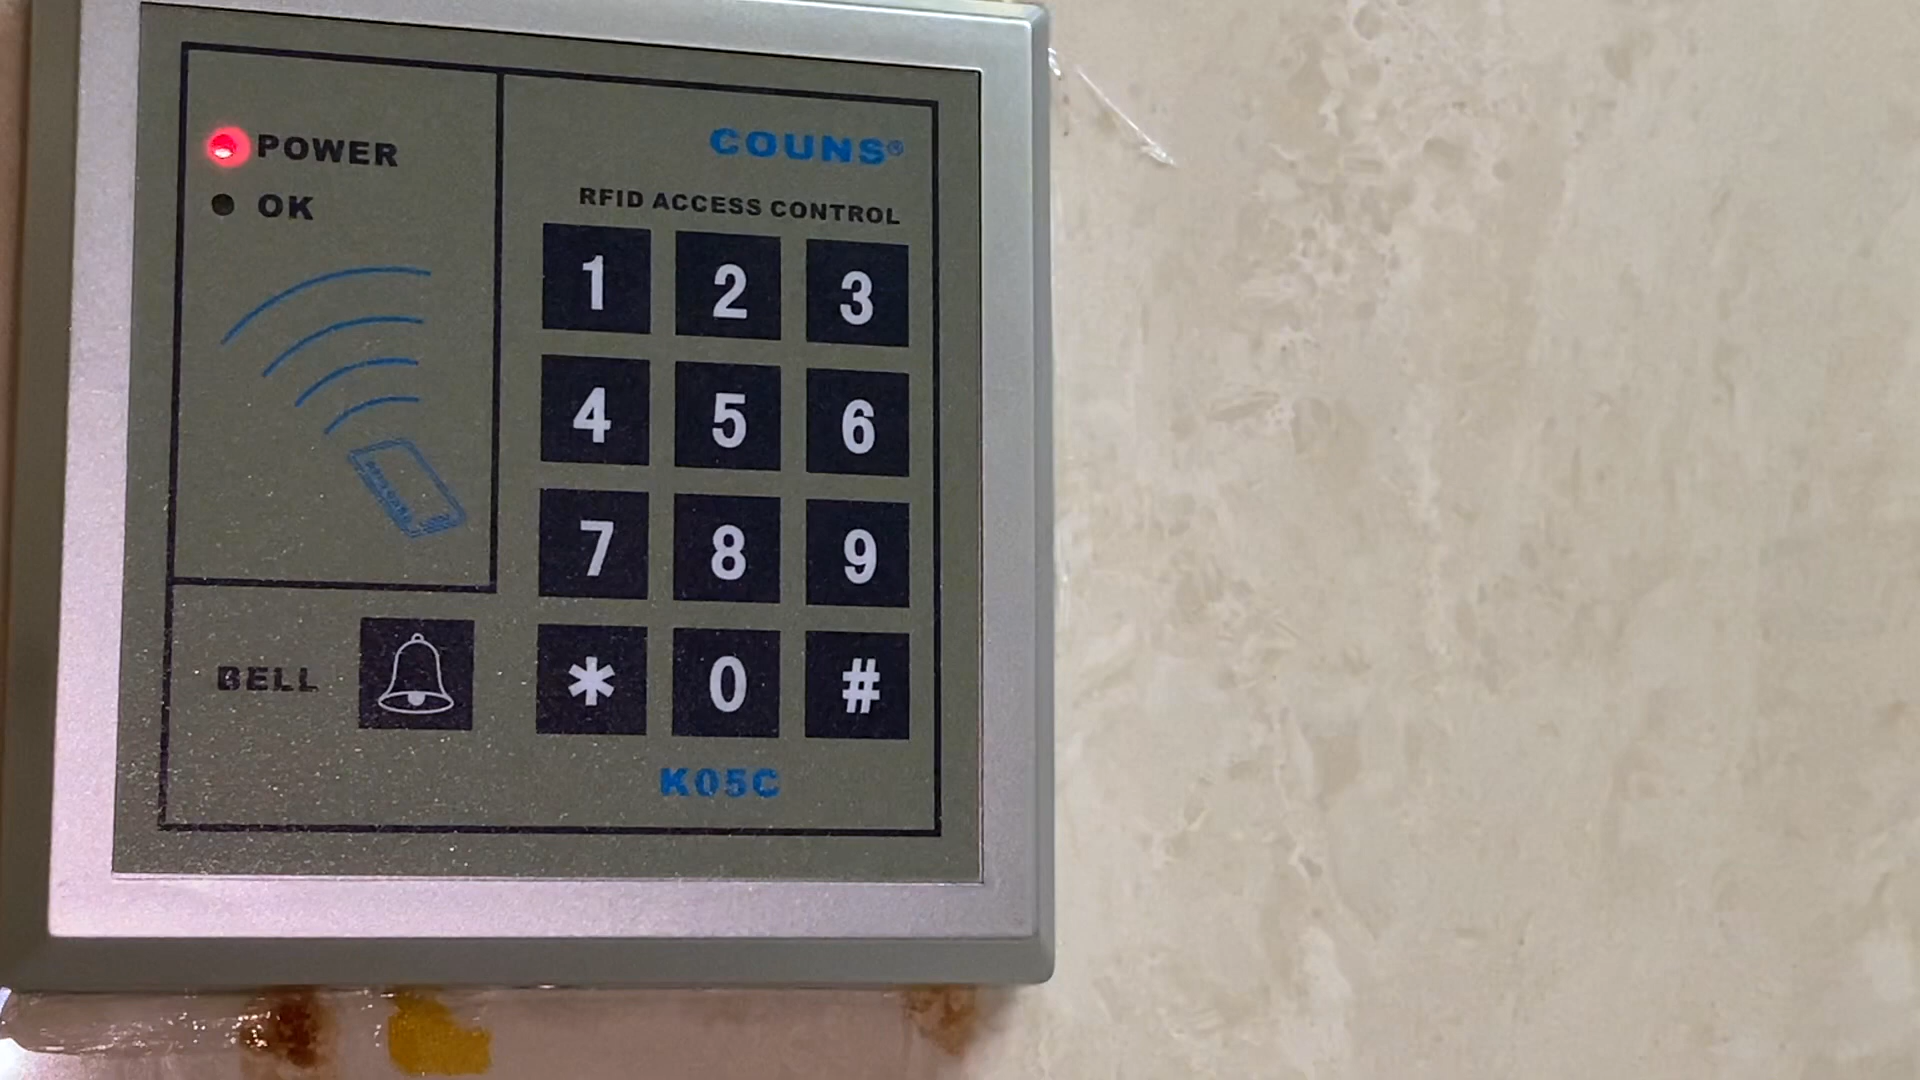 POWER
OK
COUNS®
RFID ACCESS CONTROL
1 2 3
4 5 6
7 8 9
BELL
* 0 #
K05C